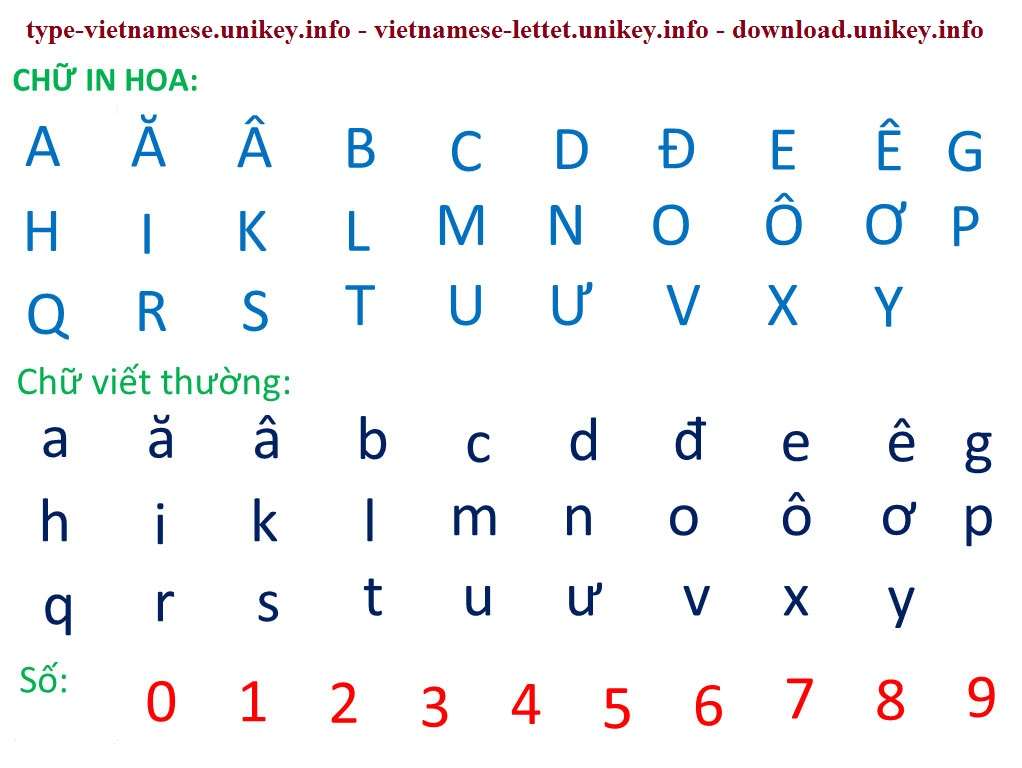 type-vietnamese.unikey.info - vietnamese-lettet.unikey.info - download.unikey.info
CHỮ IN HOA:
A Ă Â B C D Đ E Ê G
H I K L M N O Ô Ơ P
Q R S T U Ư V X Y
Chữ viết thường:
a ă â b c d đ e ê g
h i k l m n o ô ơ p
q r s t u ư v x y
Số: 0 1 2 3 4 5 6 7 8 9